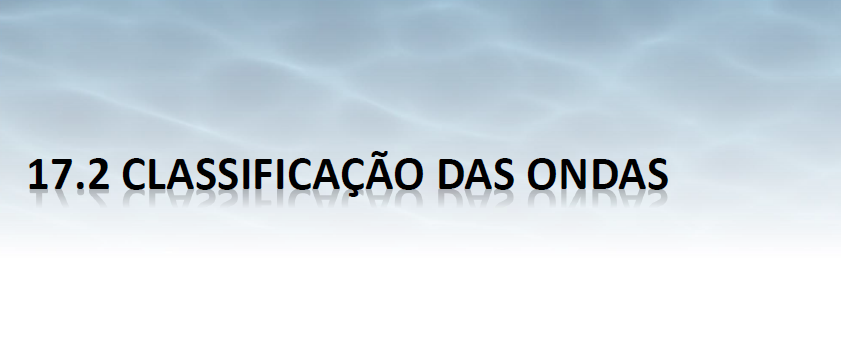 17.2 CLASSIFICAÇÃO DAS ONDAS